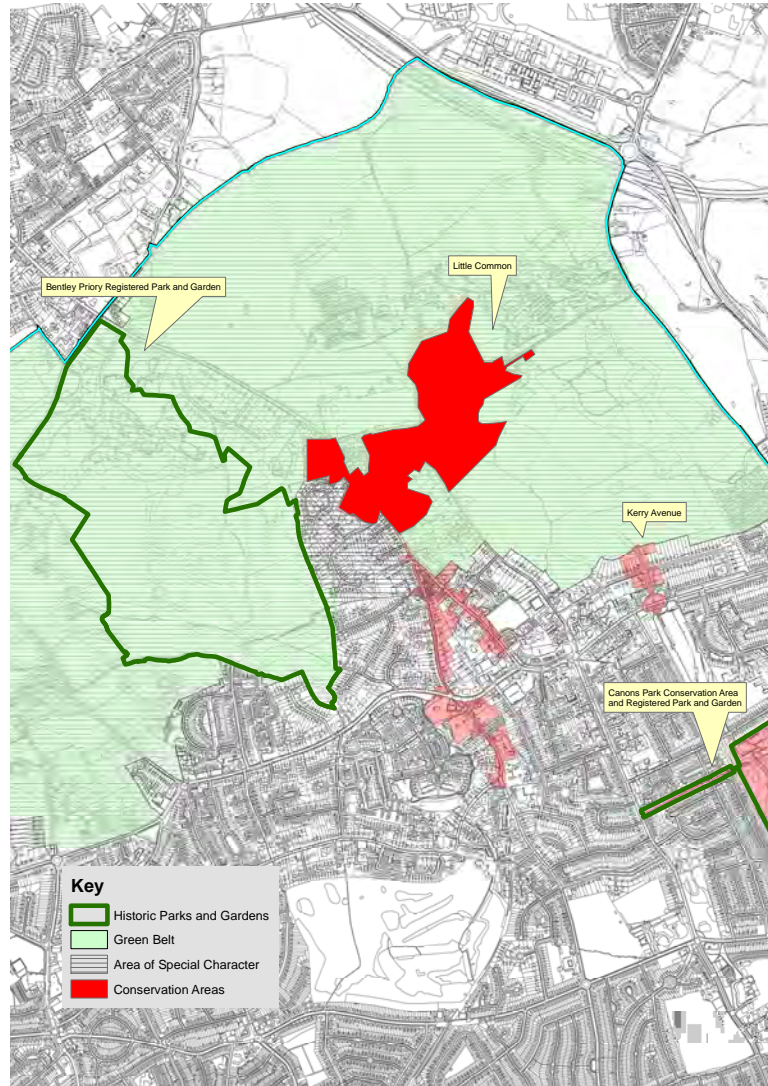 Little Common
Bentley Priory Registered Park and Garden
Kerry Avenue
Canons Park Conservation Area
and Registered Park and Garden
Key
Historic Parks and Gardens
Green Belt
Area of Special Character
Conservation Areas